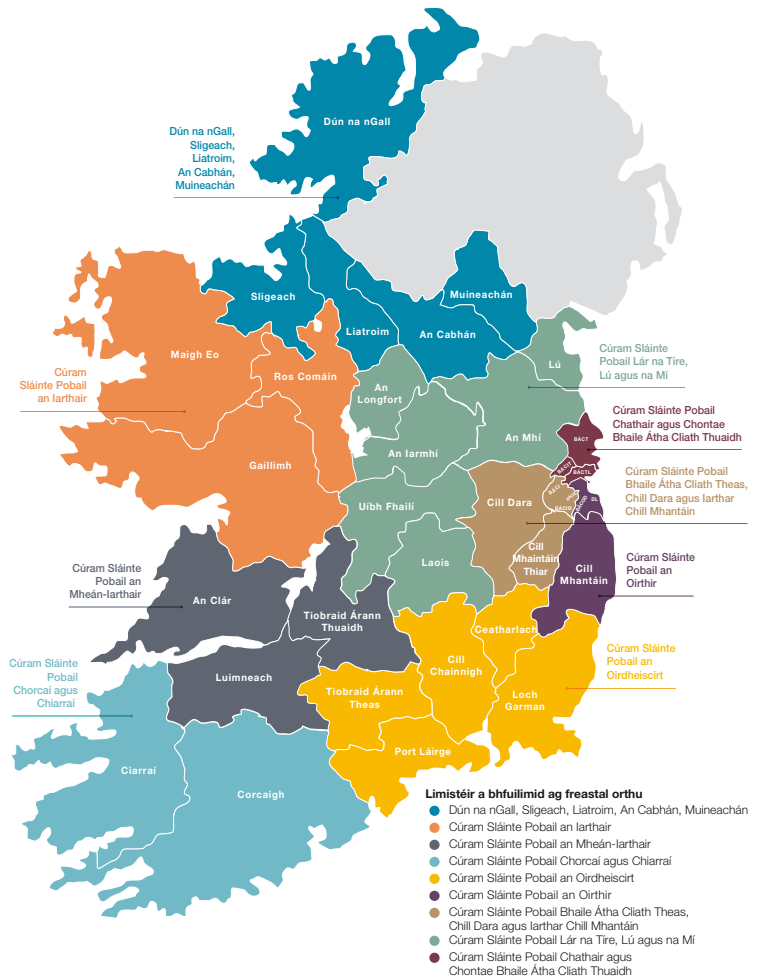 Dún na nGall
Dún na nGall,
Sligeach,
Liatroim,
An Cabhán,
Muineachán
Sligeach
Muineachán
Liatroim
An Cabhán
Maigh Eo
Ros Comáin
Lú
Cúram Sláinte
Pobail Lár na Tíre,
Lú agus na Mí
Cúram
Sláinte Pobail
an Iarthair
An
Longfort
An Iarmhí
An Mhí
Cúram Sláinte Pobail
Chathair agus Chontae
Bhaile Átha Cliath Thuaidh
BÁCT
BÁCTL
Gaillimh
Uíbh Fhailí
Cill Dara
Cúram Sláinte Pobail
Bhaile Átha Cliath Theas,
Chill Dara agus Iarthar
Chill Mhantáin
DL
Laois
Cill
Mhaintáin
Thiar
Cill
Mhantáin
Cúram Sláinte
Pobail an
Oirthir
Cúram Sláinte
Pobail an
Mheán-Iarthair
An Clár
Tiobraid Árann
Thuaidh
Ceatharlach
Cill
Chainnigh
Cúram Sláinte
Pobail an
Oirdheiscirt
Cúram Sláinte
Pobail
Chorcaí agus
Chiarraí
Luimneach
Tiobraid Árann
Theas
Loch
Garman
Port Láirge
Ciarraí
Corcaigh
Limistéir a bhfuilimid ag freastal orthu
Dún na nGall, Sligeach, Liatroim, An Cabhán, Muineachán
Cúram Sláinte Pobail an Iarthair
Cúram Sláinte Pobail an Mheán-Iarthair
Cúram Sláinte Pobail Chorcaí agus Chiarraí
Cúram Sláinte Pobail an Oirdheiscirt
Cúram Sláinte Pobail an Oirthir
Cúram Sláinte Pobail Bhaile Átha Cliath Theas,
Chill Dara agus Iarthar Chill Mhantáin
Cúram Sláinte Pobail Lár na Tíre, Lú agus na Mí
Cúram Sláinte Pobail Chathair agus
Chontae Bhaile Átha Cliath Thuaidh